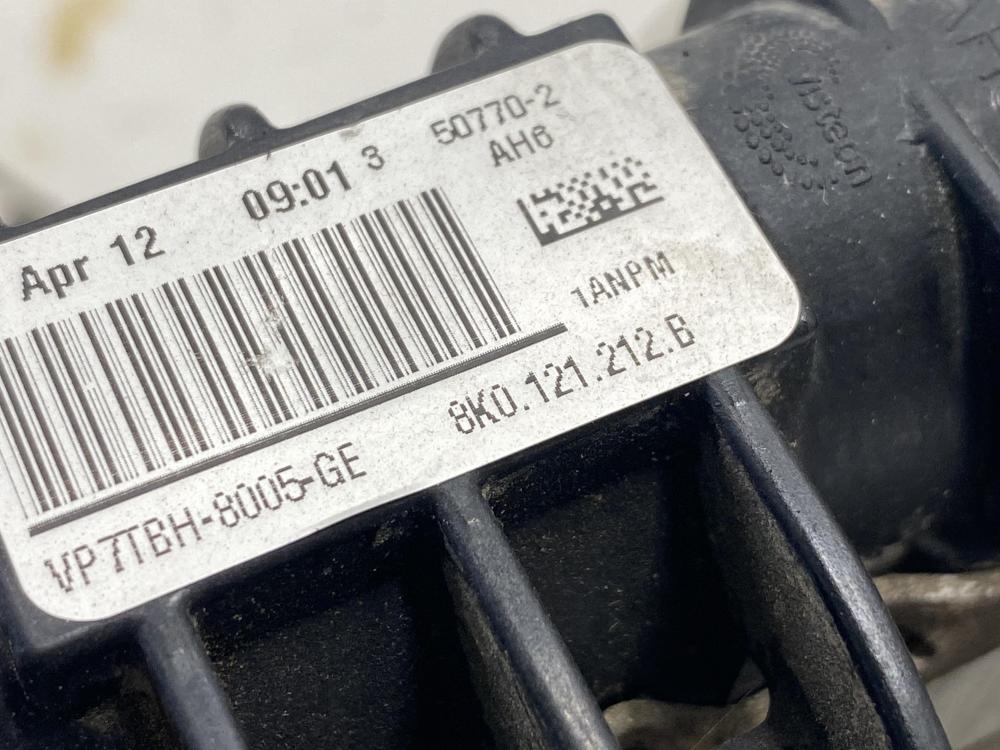 Apr 12 09:01 3 50770-2
AH6
1ANPM
8K0.121.212.B
VP7TBH-8005-GE
Visteon